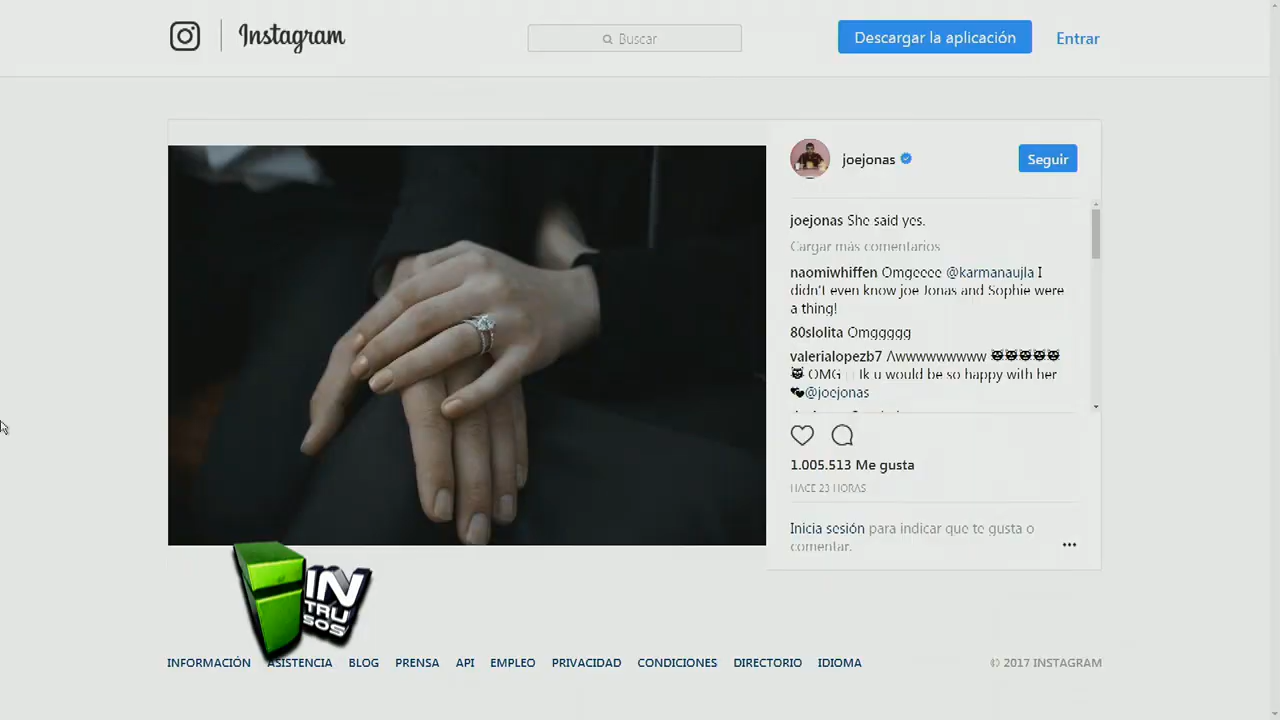 Instagram
Buscar
Descargar la aplicación
Entrar
joejonas
Seguir
joejonas She said yes.
Cargar más comentarios
naomiwhiffen Omgeeee @karmanaujla I
didn't even know joe Jonas and Sophie were
a thing!
80slolita Omggggg
valerialopezb7 Awwwwwwwww
OMG Ik u would be so happy with her
@joejonas
1.005.513 Me gusta
HACE 23 HORAS
Inicia sesión para indicar que te gusta o
comentar.
IN
TRU
SOS
INFORMACIÓN ASISTENCIA BLOG PRENSA API EMPLEO PRIVACIDAD CONDICIONES DIRECTORIO IDIOMA
© 2017 INSTAGRAM